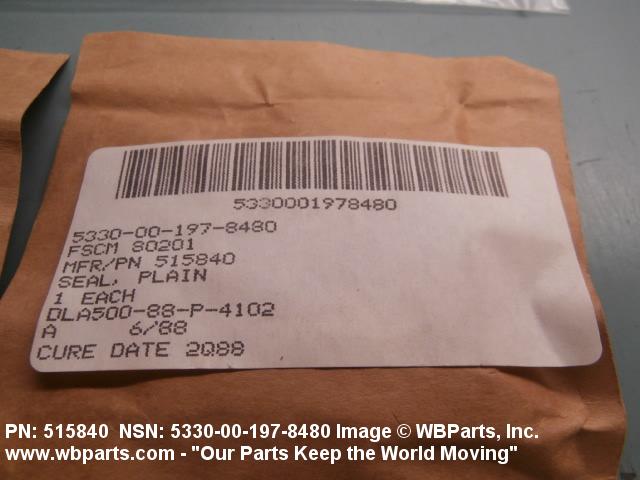 5330001978480
5330-00-197-8480
FSCM 80201
MFR/PN 515840
SEAL, PLAIN
1 EACH
DLA500-88-P-4102
A 6/88
CURE DATE 2Q88
PN: 515840 NSN: 5330-00-197-8480 Image © WBParts, Inc.
www.wbparts.com - "Our Parts Keep the World Moving"